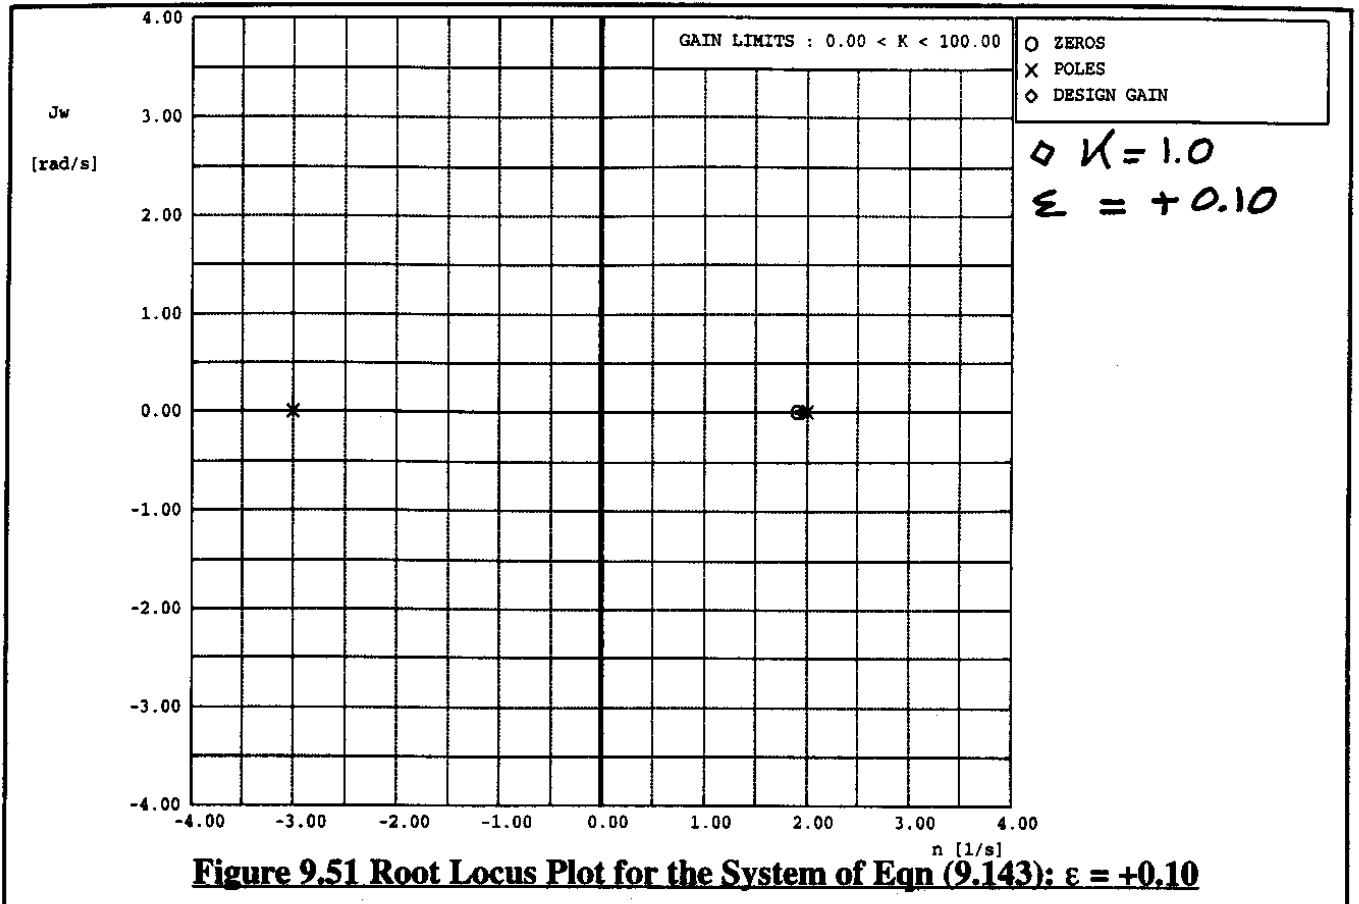 4.00
GAIN LIMITS : 0.00 < K < 100.00
O ZEROS
X POLES
◇ DESIGN GAIN
Jw
[rad/s]
3.00
◇ K = 1.0
ε = +0.10
2.00
1.00
0.00
-1.00
-2.00
-3.00
-4.00
-4.00 -3.00 -2.00 -1.00 0.00 1.00 2.00 3.00 4.00
n [1/s]
Figure 9.51 Root Locus Plot for the System of Eqn (9.143): ε = +0.10